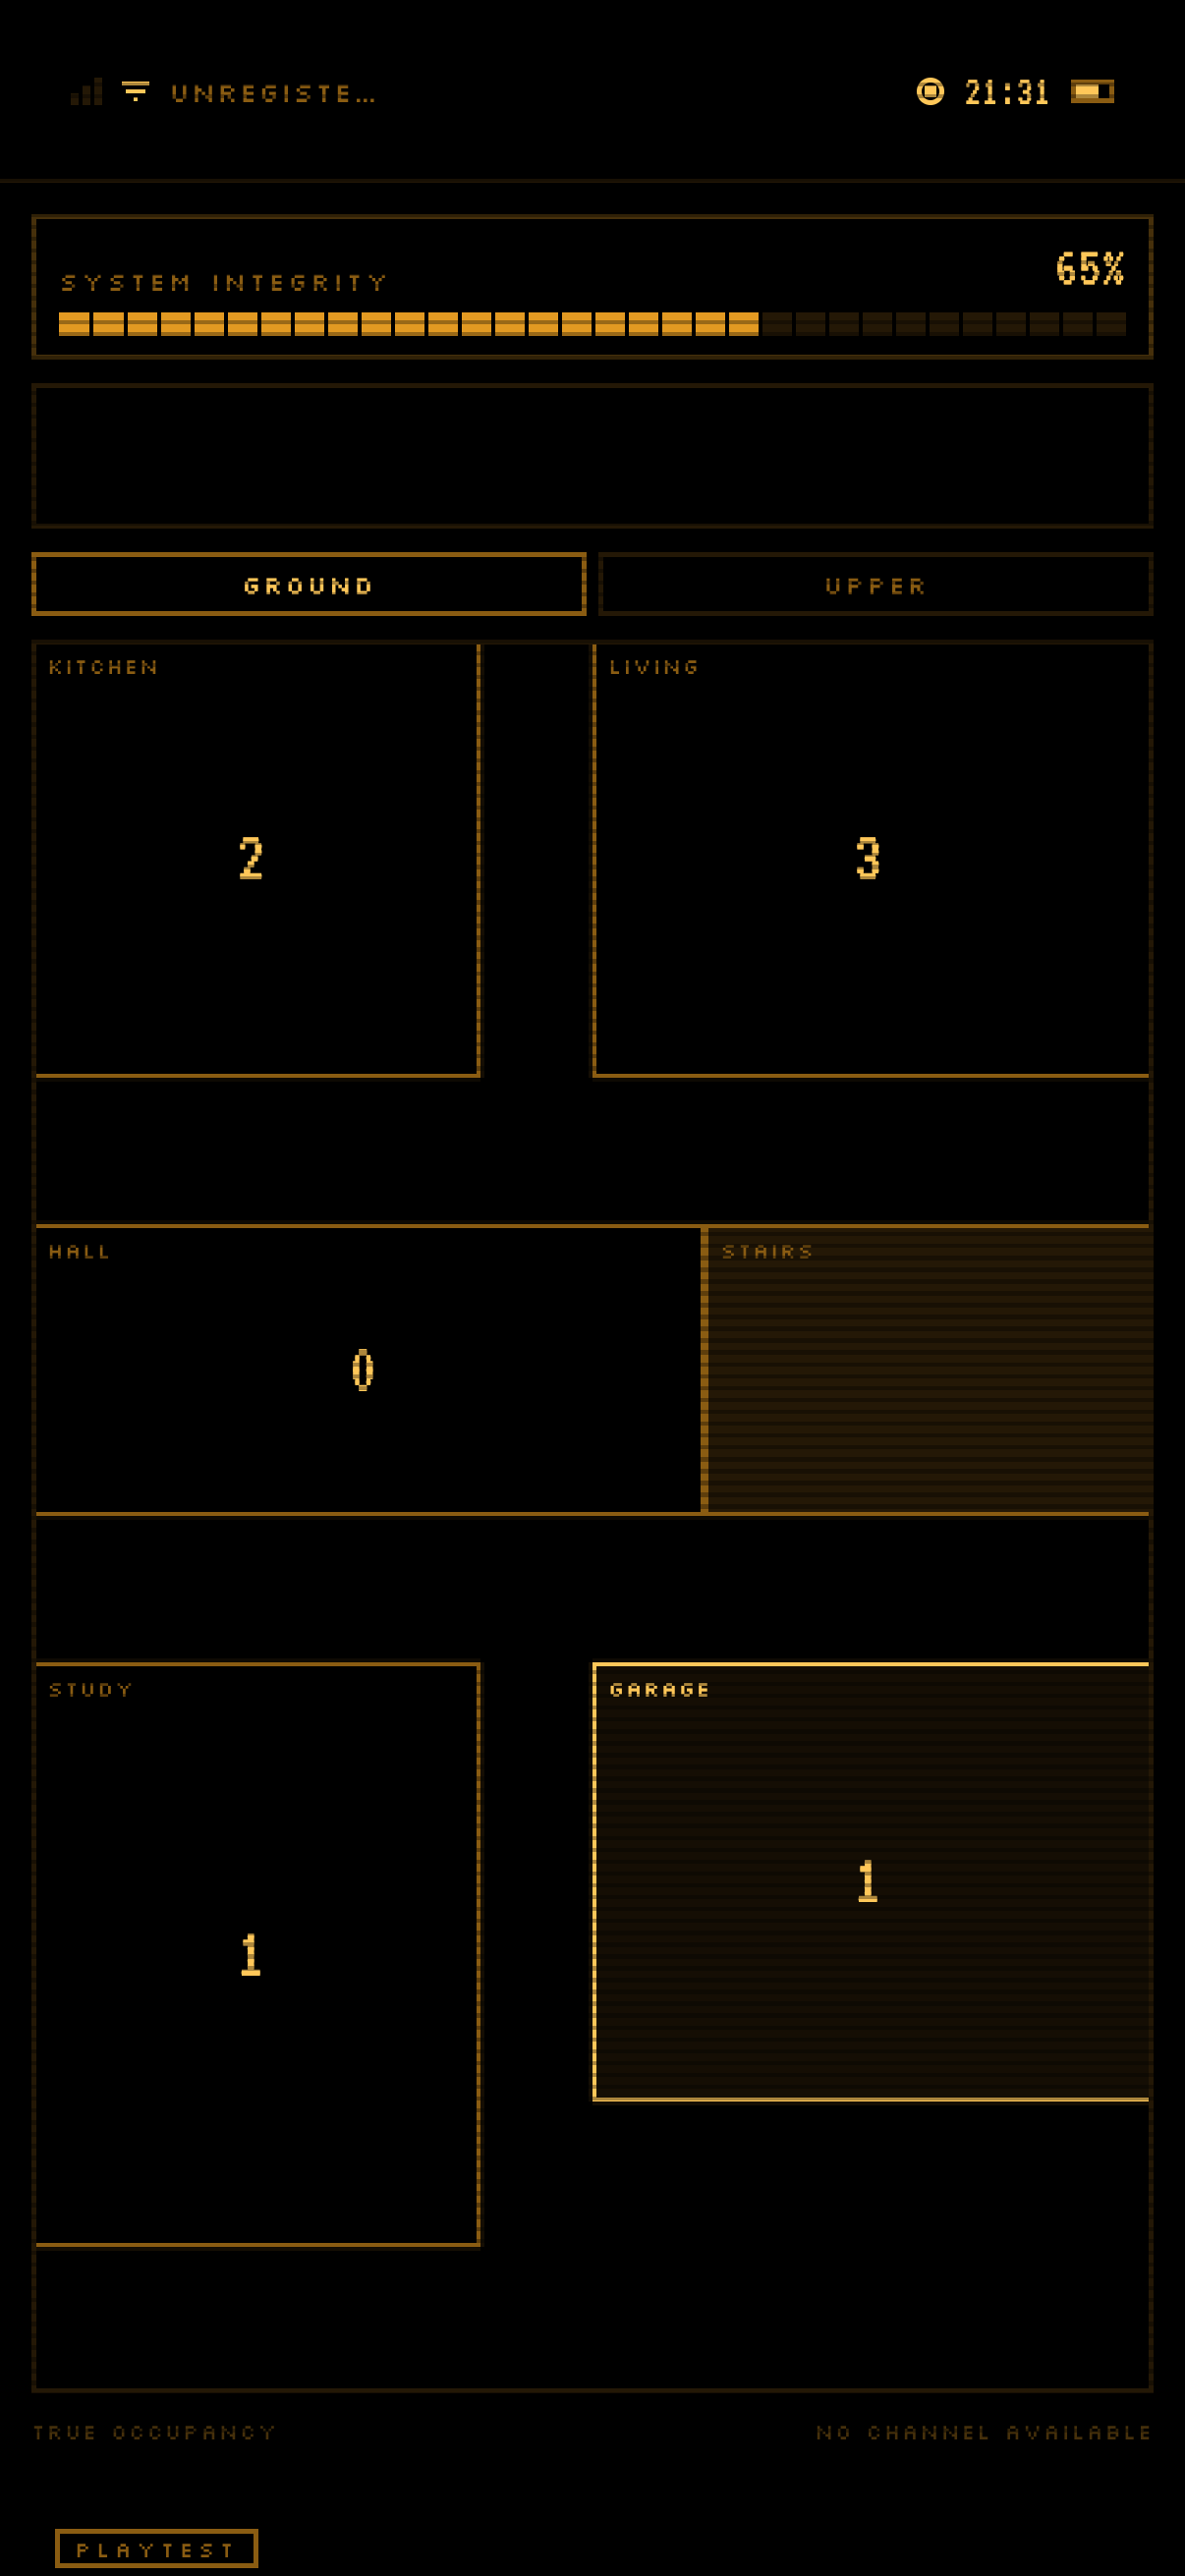 UNREGISTE… 21:31
SYSTEM INTEGRITY 65%
GROUND UPPER
KITCHEN LIVING
2 3
HALL STAIRS
0
STUDY GARAGE
1
1
TRUE OCCUPANCY NO CHANNEL AVAILABLE
PLAYTEST